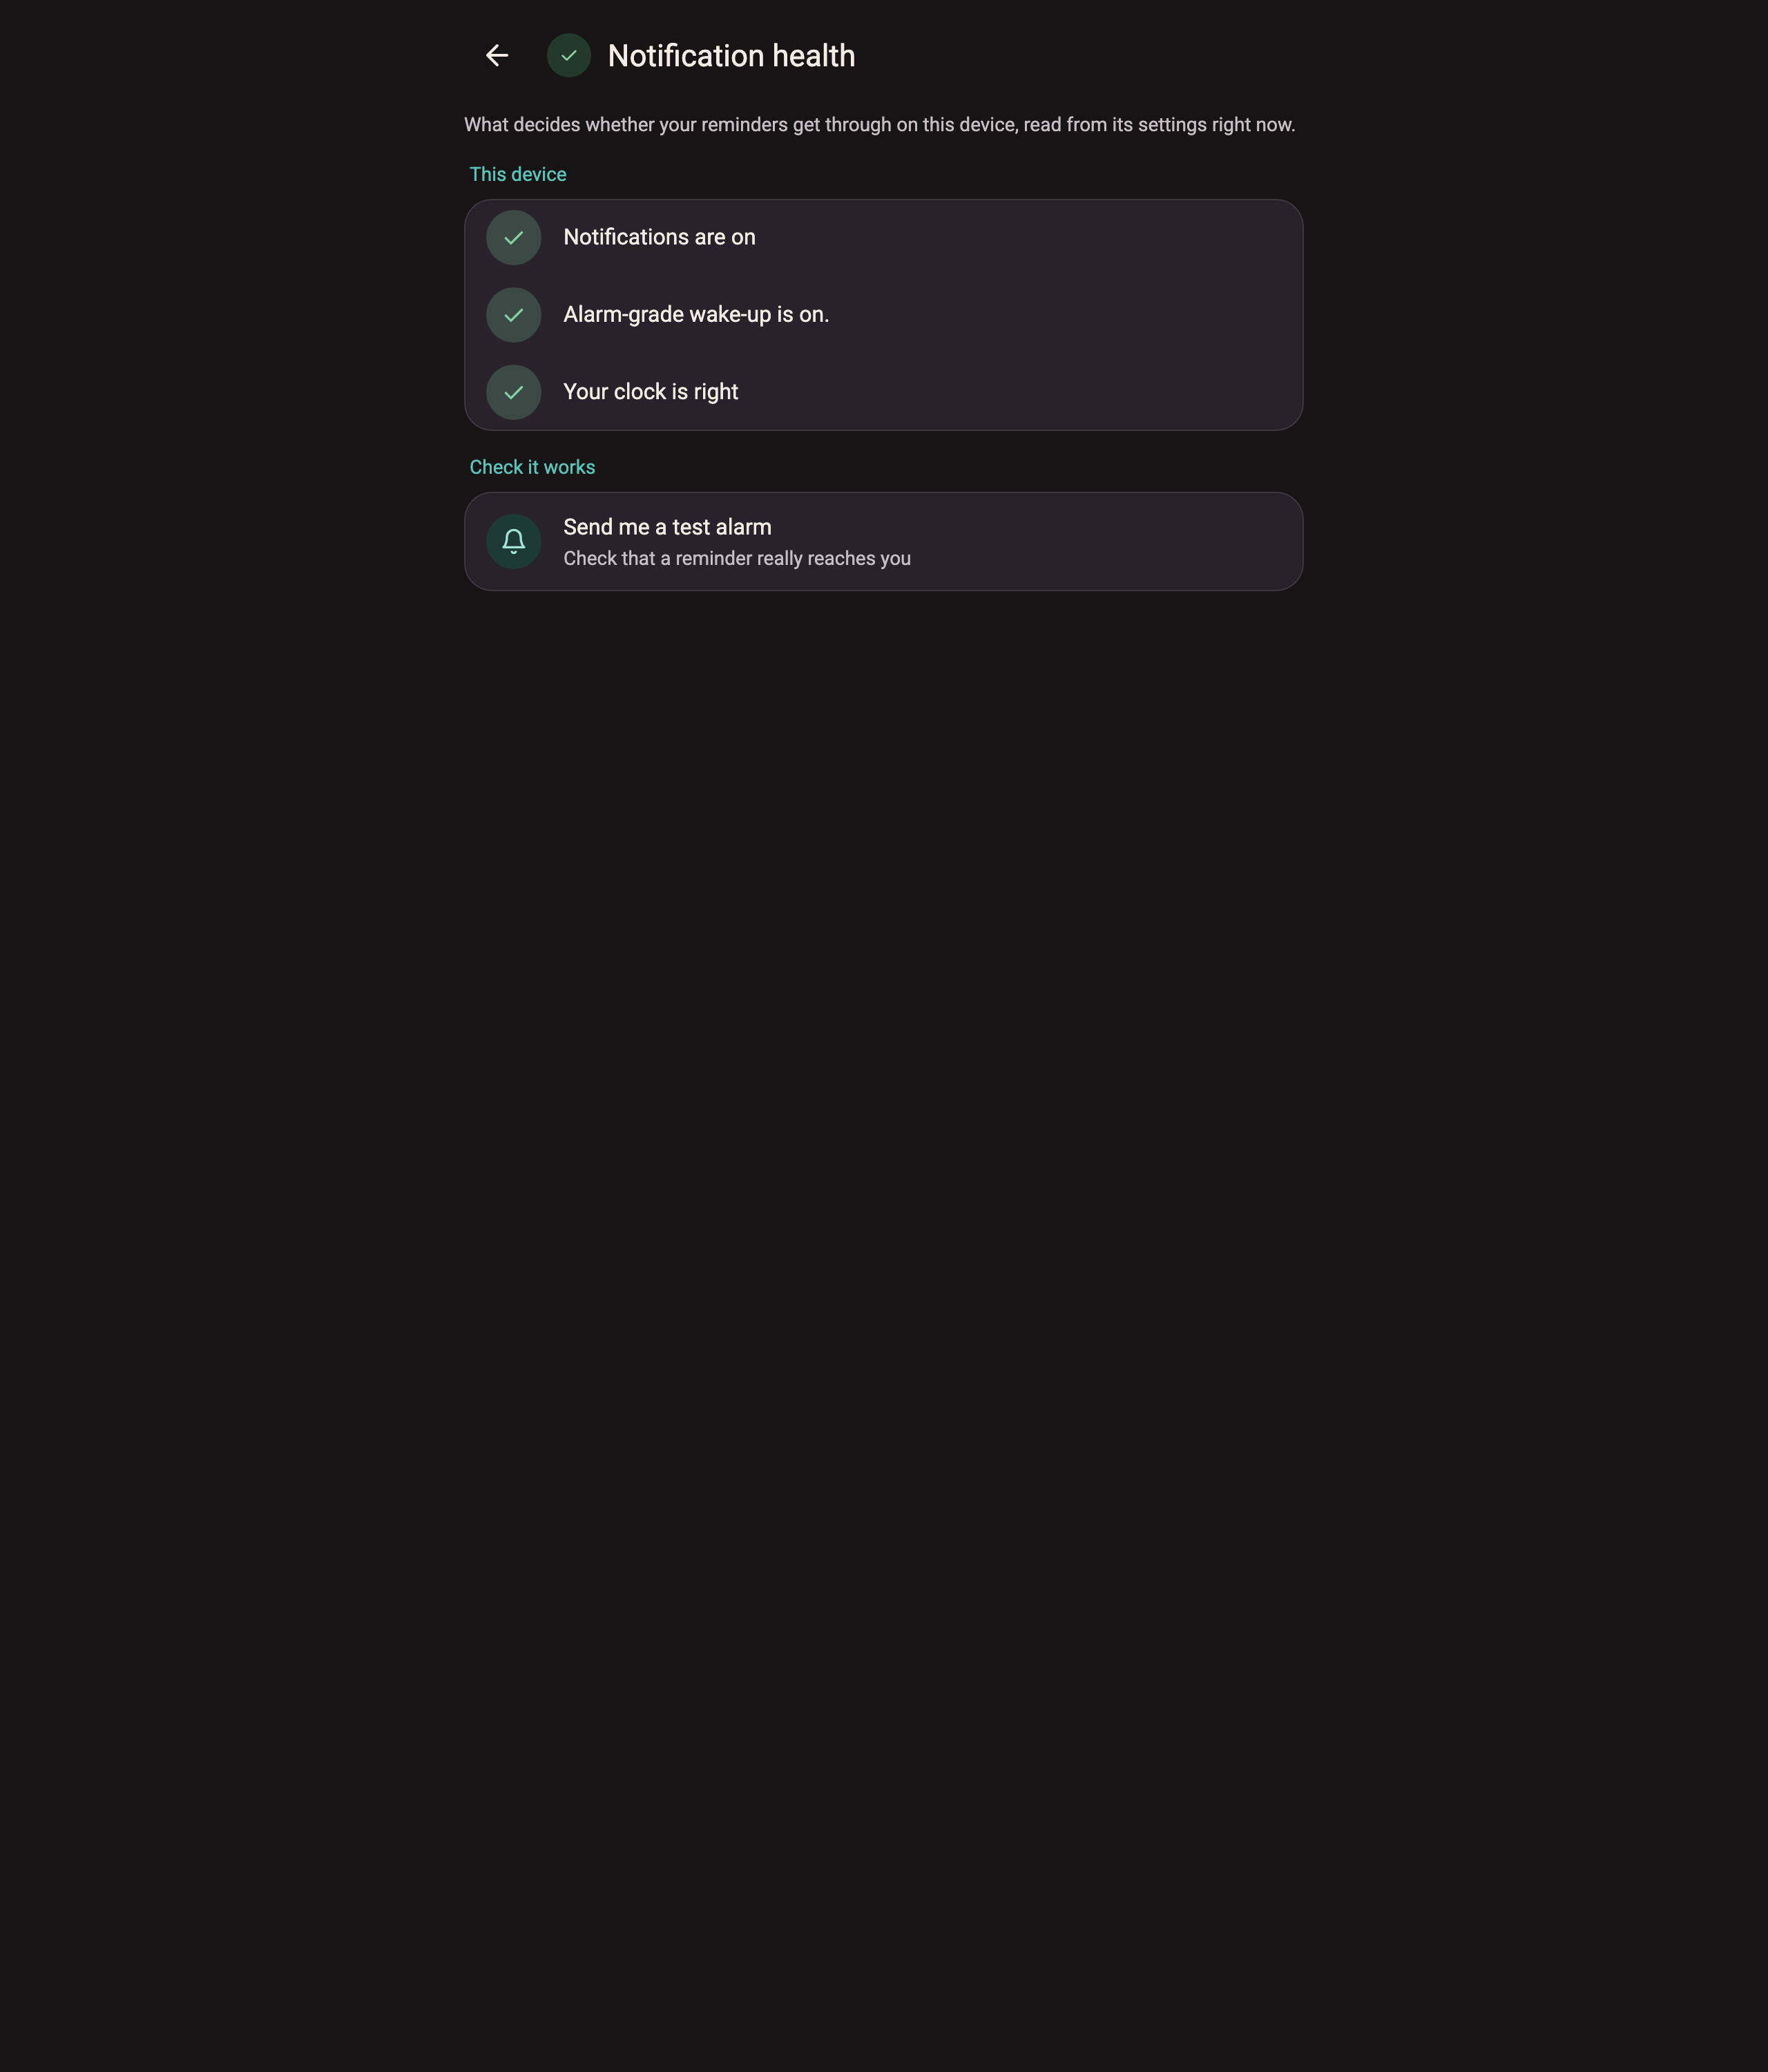 Notification health
What decides whether your reminders get through on this device, read from its settings right now.
This device
Notifications are on
Alarm-grade wake-up is on.
Your clock is right
Check it works
Send me a test alarm
Check that a reminder really reaches you